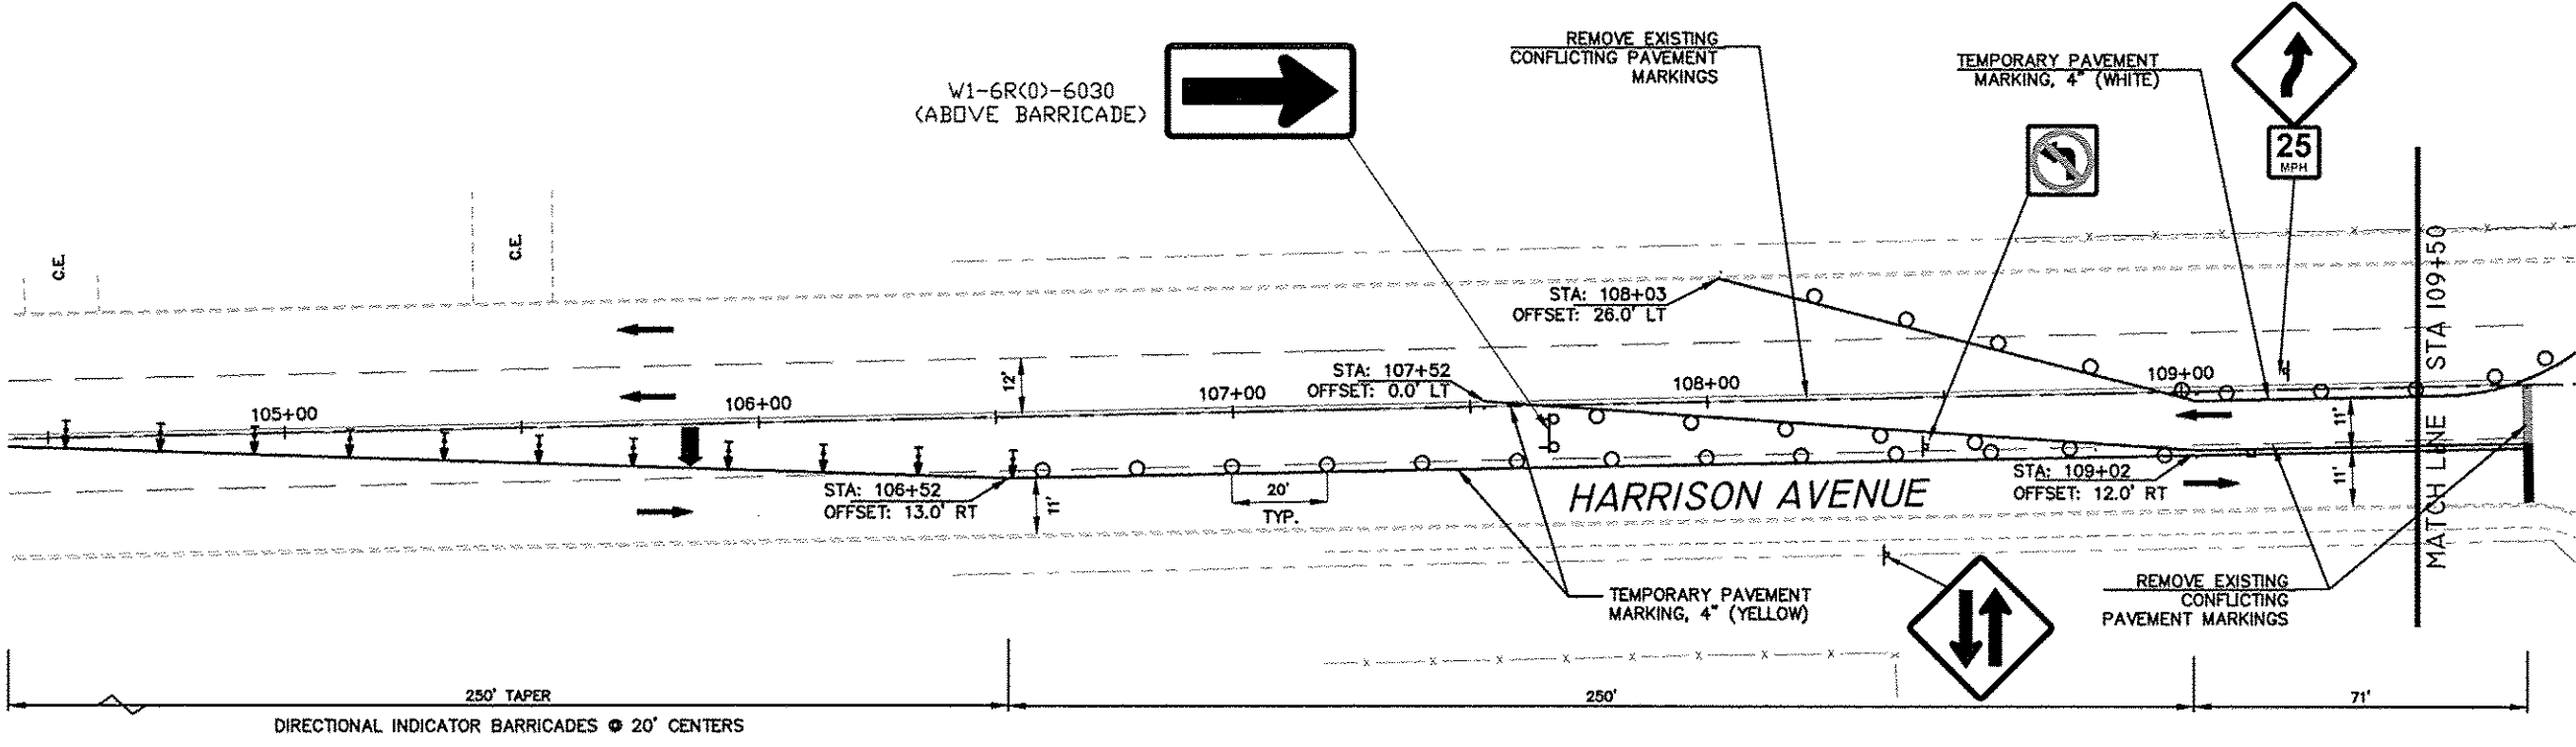 REMOVE EXISTING
CONFLICTING PAVEMENT
MARKINGS
TEMPORARY PAVEMENT
MARKING, 4" (WHITE)
W1-6R(O)-6030
(ABOVE BARRICADE)
25
MPH
C.E.
C.E.
STA: 108+03
OFFSET: 26.0' LT
MATCH LINE STA 109+50
12'
STA: 107+52
OFFSET: 0.0' LT
105+00
106+00
107+00
108+00
109+00
11'
11'
STA: 106+52
OFFSET: 13.0' RT
11'
20'
TYP.
HARRISON AVENUE
STA: 109+02
OFFSET: 12.0' RT
TEMPORARY PAVEMENT
MARKING, 4" (YELLOW)
REMOVE EXISTING
CONFLICTING
PAVEMENT MARKINGS
250' TAPER
250'
71'
DIRECTIONAL INDICATOR BARRICADES @ 20' CENTERS